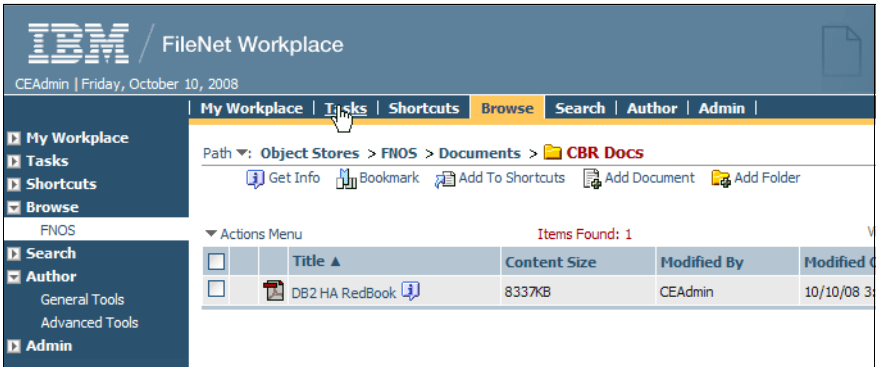 IBM / FileNet Workplace
CEAdmin | Friday, October 10, 2008
| My Workplace | Tasks | Shortcuts Browse Search | Author | Admin |
My Workplace
Tasks
Shortcuts
Browse
FNOS
Search
Author
General Tools
Advanced Tools
Admin
Path : Object Stores > FNOS > Documents > CBR Docs
Get Info Bookmark Add To Shortcuts Add Document Add Folder
Actions Menu Items Found: 1
Title ▲ Content Size Modified By Modified
DB2 HA RedBook 8337KB CEAdmin 10/10/08 3: